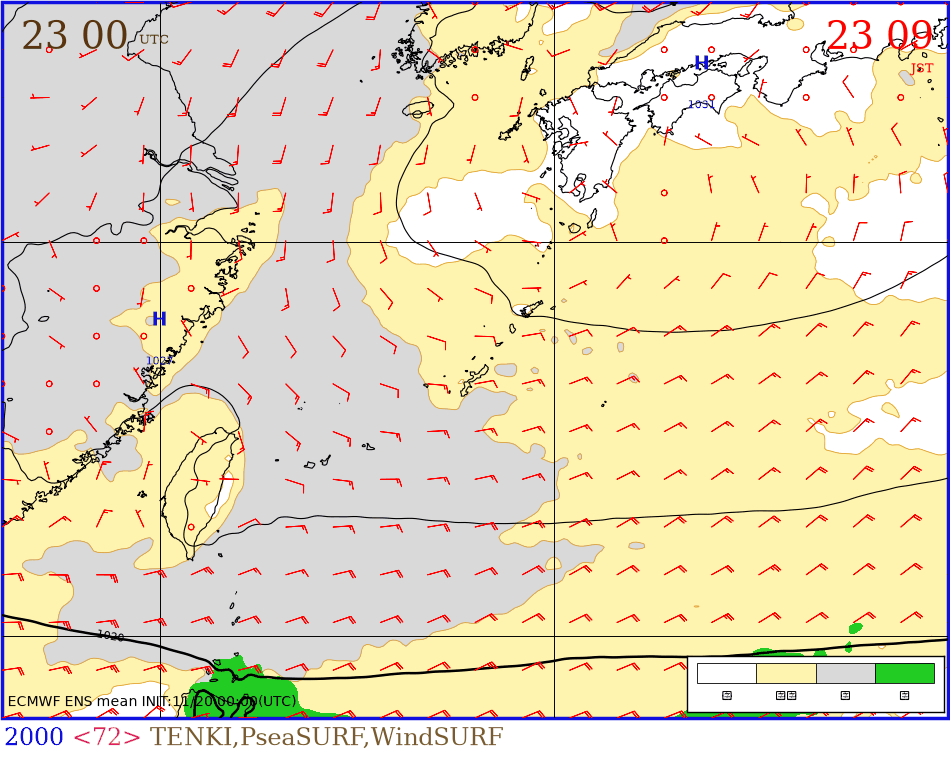 23 00 UTC
23 09
JST
H
1031
H
1020
ECMWF ENS mean INIT:11/20 00:00(UTC)
2000 <72> TENKI,PseaSURF,WindSURF